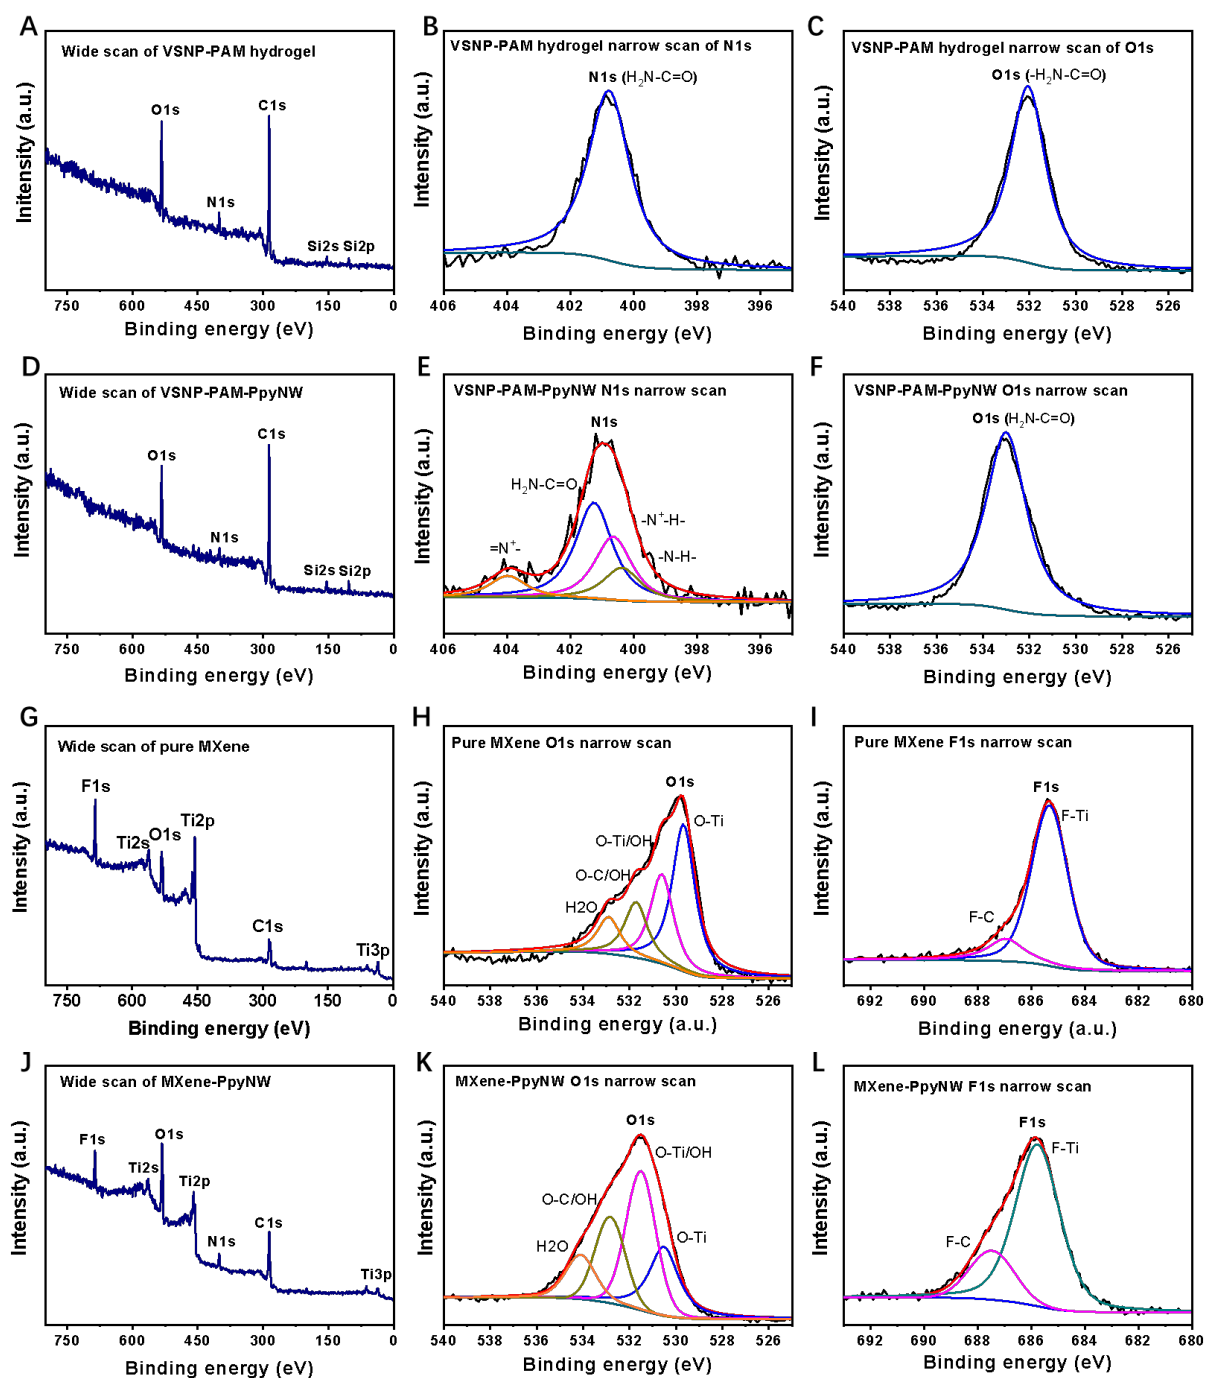 A
Wide scan of VSNP-PAM hydrogel
O1s
C1s
N1s
Si2s Si2p
Initensity (a.u.)
750 600 450 300 150 0
Binding energy (eV)
B
VSNP-PAM hydrogel narrow scan of N1s
N1s (H₂N-C=O)
Intensity (a.u.)
406 404 402 400 398 396
Binding energy (eV)
C
VSNP-PAM hydrogel narrow scan of O1s
O1s (-H₂N-C=O)
Intensity (a.u.)
540 538 536 534 532 530 528 526
Binding energy (eV)
D
Wide scan of VSNP-PAM-PpyNW
C1s
O1s
N1s
Si2s Si2p
Intensity (a.u.)
750 600 450 300 150 0
Binding energy (eV)
E
VSNP-PAM-PpyNW N1s narrow scan
N1s
H₂N-C=O
-N⁺-H-
=N⁺-
-N-H-
Intensity (a.u.)
406 404 402 400 398 396
Binding energy (eV)
F
VSNP-PAM-PpyNW O1s narrow scan
O1s (H₂N-C=O)
Intensity (a.u.)
540 538 536 534 532 530 528 526
Binding energy (eV)
G
Wide scan of pure MXene
F1s
Ti2s
O1s
Ti2p
C1s
Ti3p
Intensity (a.u.)
750 600 450 300 150 0
Binding energy (eV)
H
Pure MXene O1s narrow scan
O1s
O-Ti
O-Ti/OH
O-C/OH
H2O
Intensity (a.u.)
540 538 536 534 532 530 528 526
Binding energy (a.u.)
I
Pure MXene F1s narrow scan
F1s
F-Ti
F-C
Intensity (a.u.)
692 690 688 686 684 682 680
Binding energy (a.u.)
J
Wide scan of MXene-PpyNW
F1s
O1s
Ti2s
Ti2p
N1s
C1s
Ti3p
Intensity (a.u.)
750 600 450 300 150 0
Binding energy (eV)
K
MXene-PpyNW O1s narrow scan
O1s
O-Ti/OH
O-C/OH
H2O
O-Ti
Intensity (a.u.)
540 538 536 534 532 530 528 526
Binding energy (eV)
L
MXene-PpyNW F1s narrow scan
F1s
F-Ti
F-C
Intensity (a.u.)
692 690 688 686 684 682 680
Binding energy (eV)